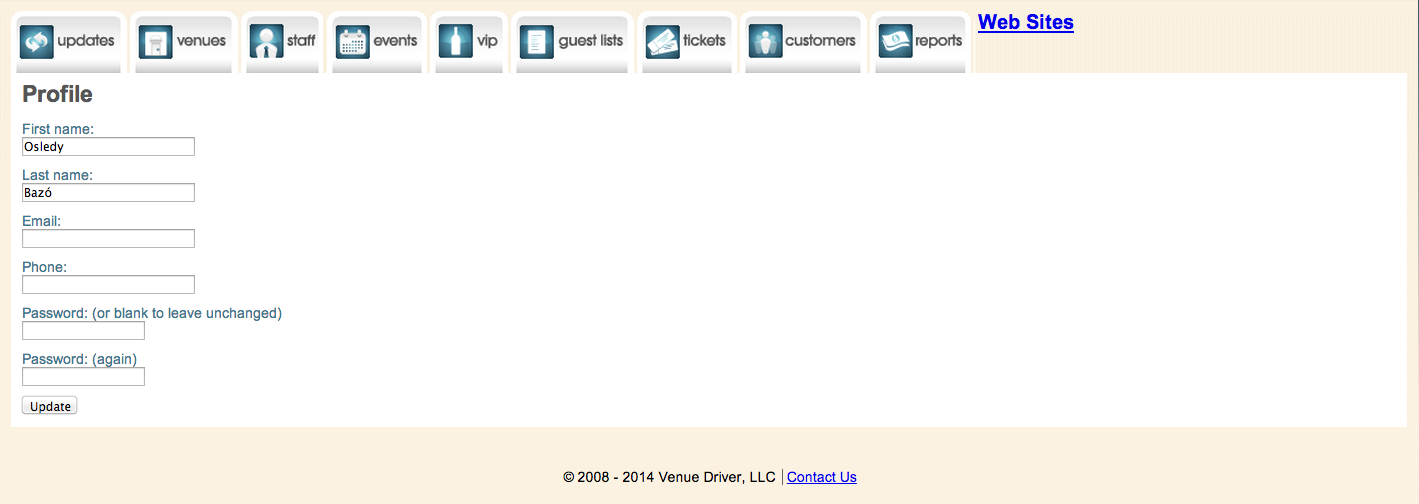 updates venues staff events vip guest lists tickets customers reports Web Sites
Profile
First name:
Osledy
Last name:
Bazó
Email:
Phone:
Password: (or blank to leave unchanged)
Password: (again)
Update
© 2008 - 2014 Venue Driver, LLC | Contact Us